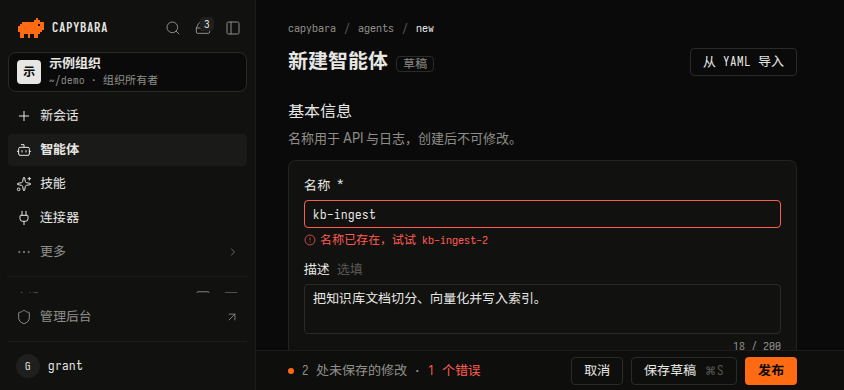 CAPYBARA
3
示 示例组织
~/demo · 组织所有者
新会话
智能体
技能
连接器
更多
管理后台
G grant
capybara / agents / new
新建智能体 草稿
从 YAML 导入
基本信息
名称用于 API 与日志，创建后不可修改。
名称 *
kb-ingest
名称已存在，试试 kb-ingest-2
描述 选填
把知识库文档切分、向量化并写入索引。
18 / 200
2 处未保存的修改 · 1 个错误
取消
保存草稿 ⌘S
发布